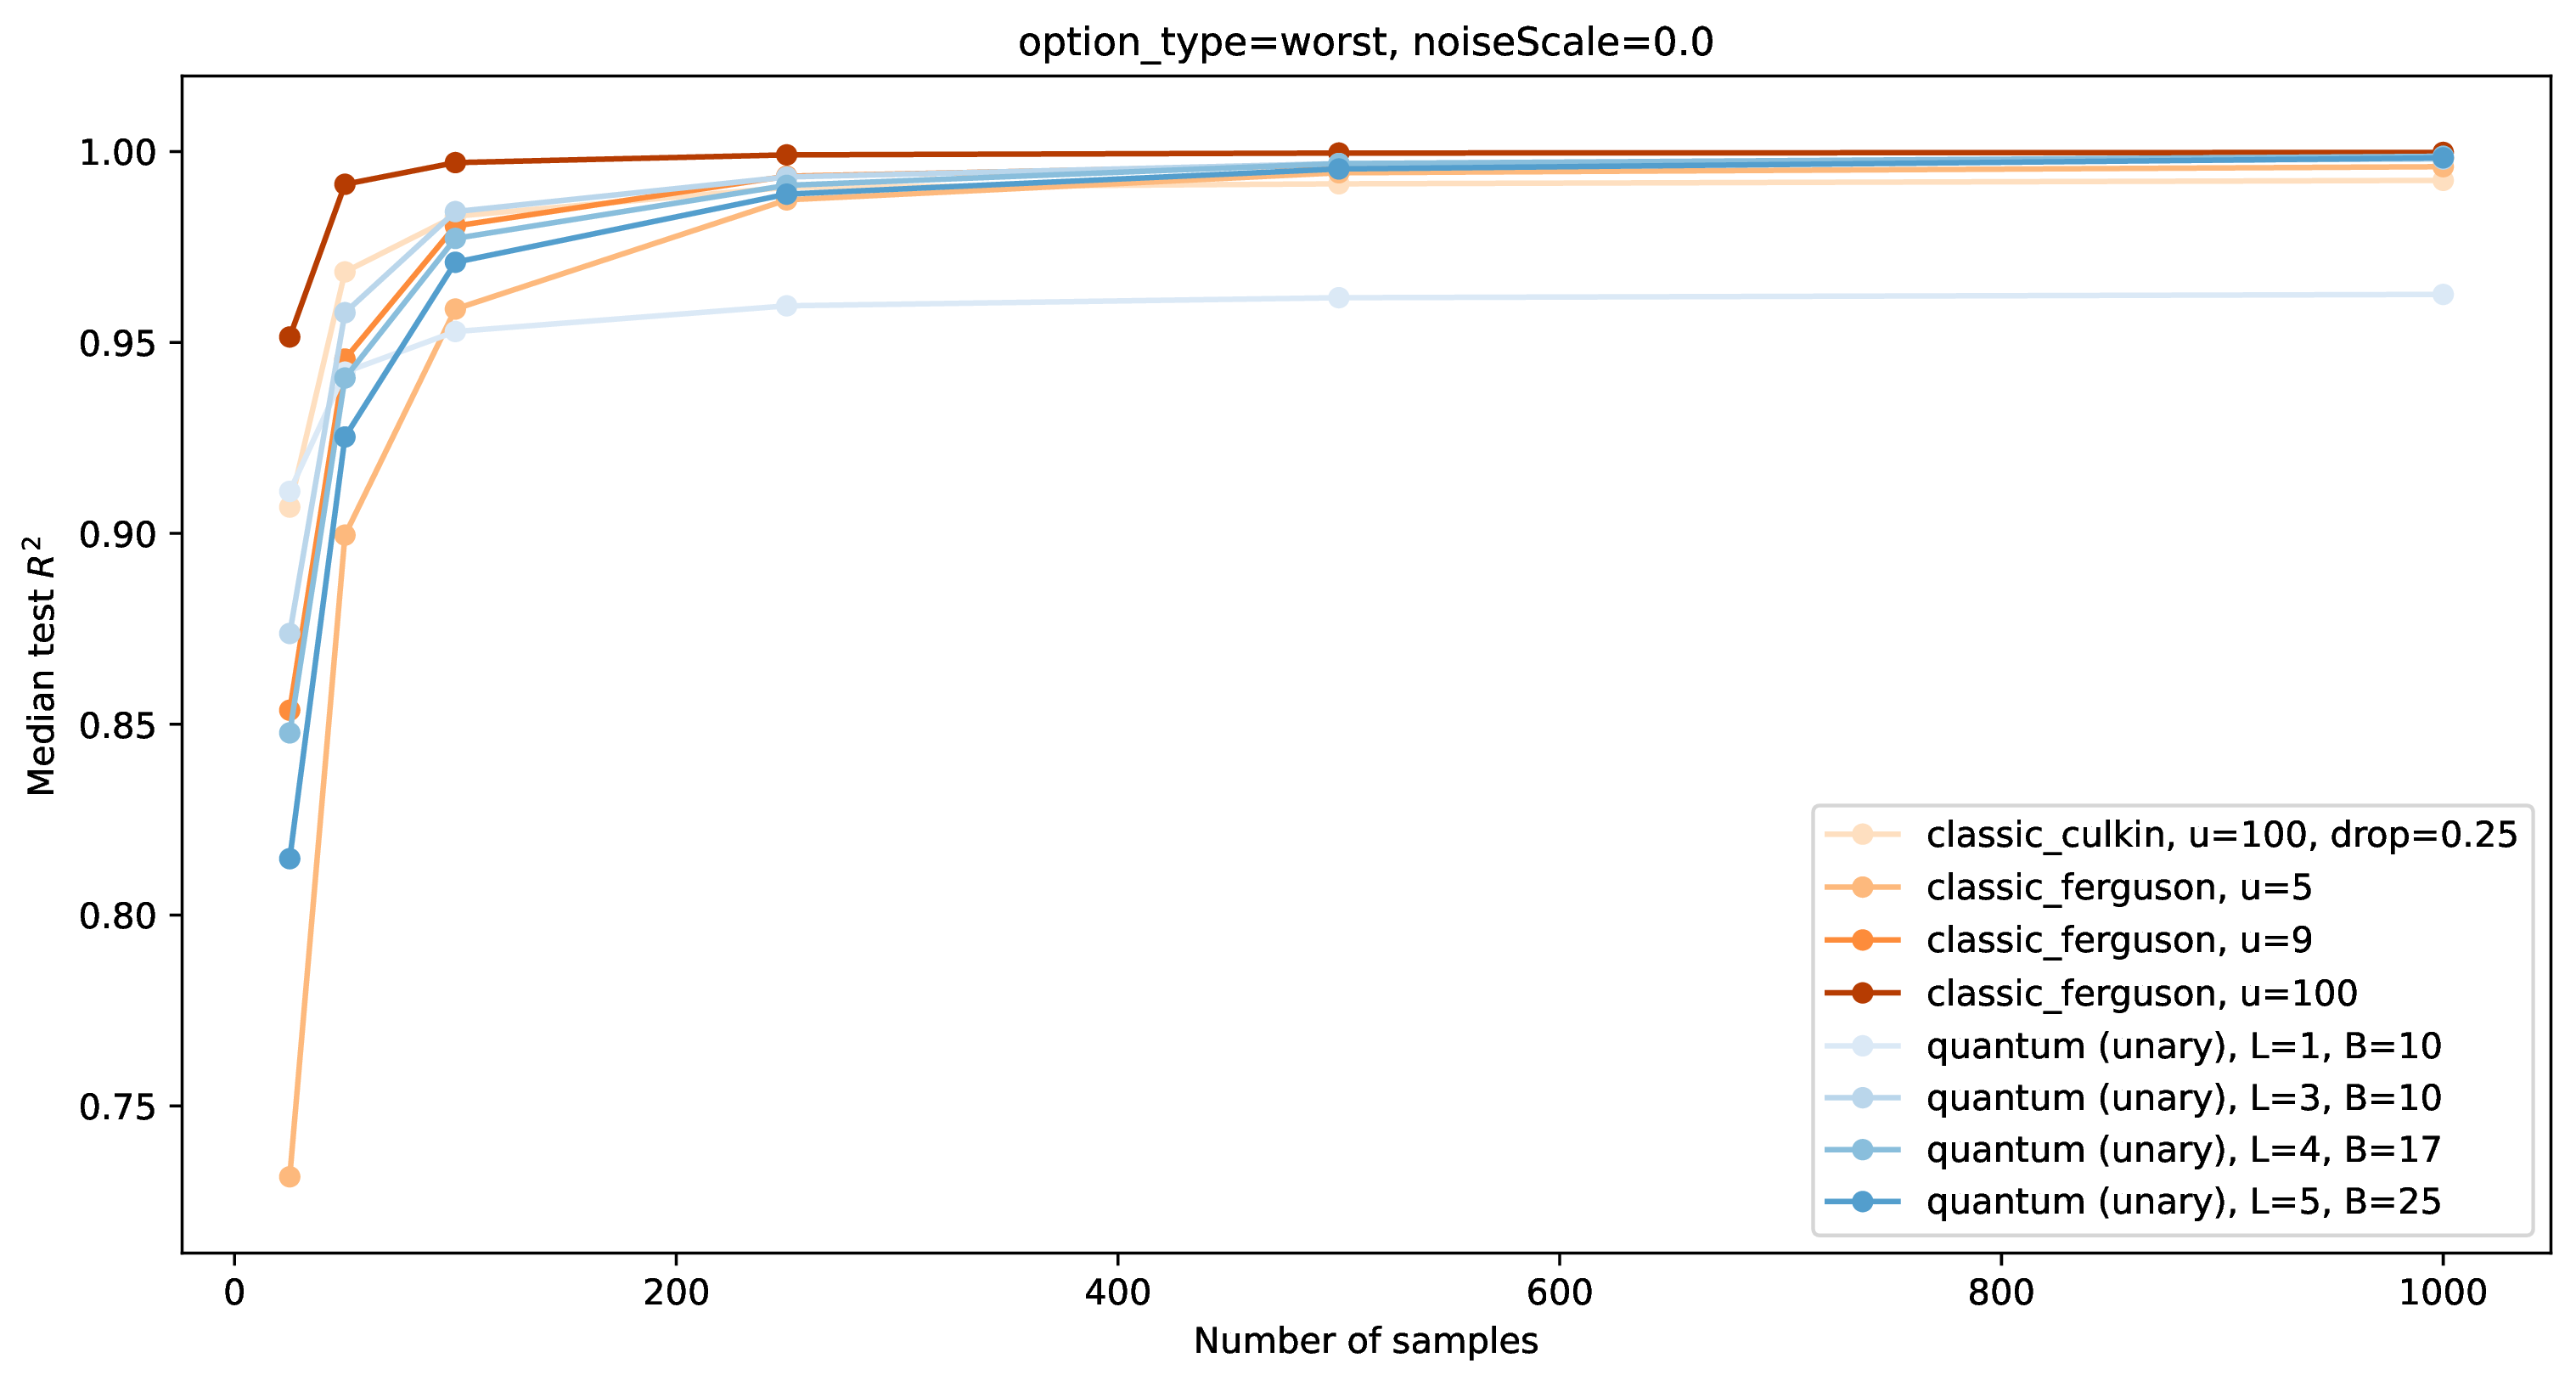 option_type=worst, noiseScale=0.0
Median test R²
1.00
0.95
0.90
0.85
0.80
0.75
classic_culkin, u=100, drop=0.25
classic_ferguson, u=5
classic_ferguson, u=9
classic_ferguson, u=100
quantum (unary), L=1, B=10
quantum (unary), L=3, B=10
quantum (unary), L=4, B=17
quantum (unary), L=5, B=25
0 200 400 600 800 1000
Number of samples